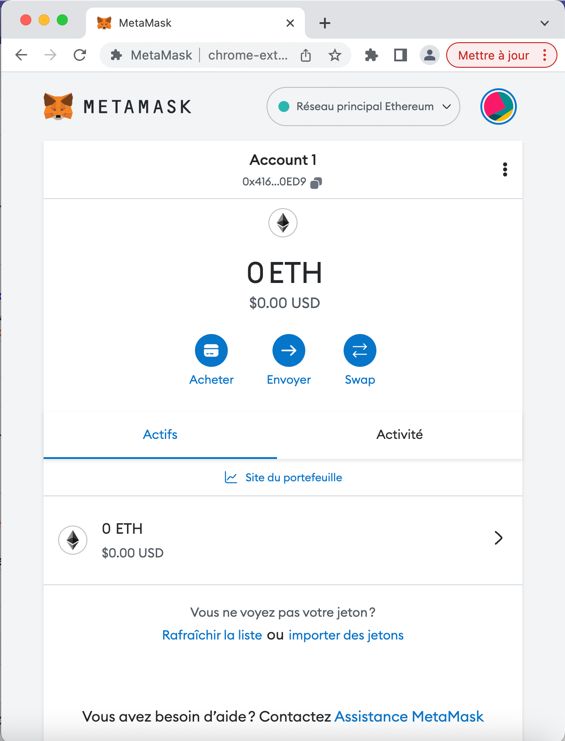 MetaMask
MetaMask
chrome-ext...
Mettre à jour
METAMASK
Réseau principal Ethereum
Account 1
0x416...0ED9
0 ETH
$0.00 USD
Acheter
Envoyer
Swap
Actifs
Activité
Site du portefeuille
0 ETH
$0.00 USD
Vous ne voyez pas votre jeton ?
Rafraîchir la liste ou importer des jetons
Vous avez besoin d'aide ? Contactez Assistance MetaMask